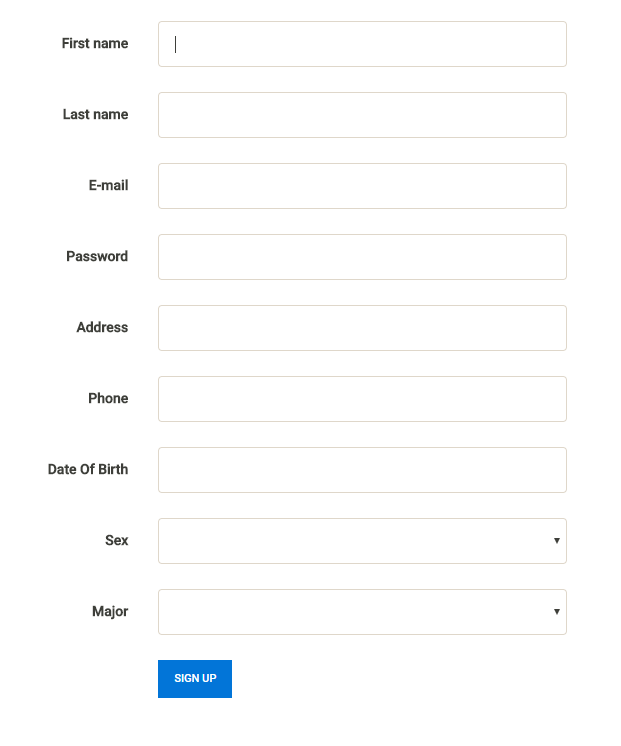 First name
Last name
E-mail
Password
Address
Phone
Date Of Birth
Sex
Major
SIGN UP